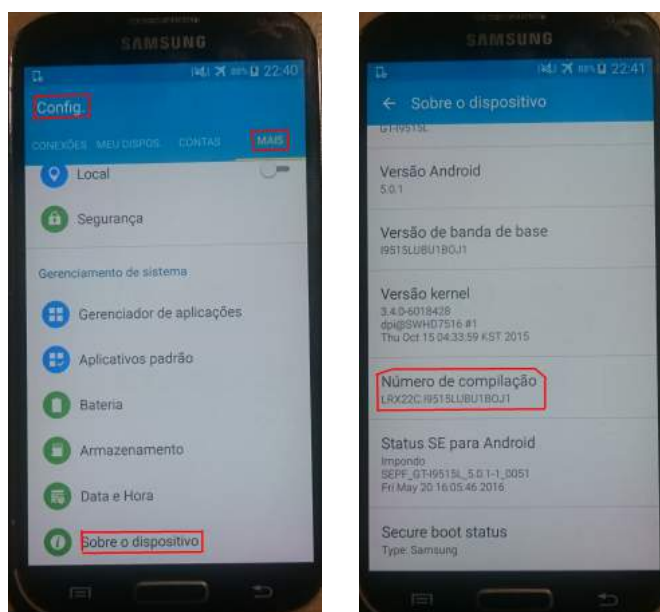 SAMSUNG
22:40
Config.
CONEXÕES MEU DISPOS. CONTAS MAIS
Local
Segurança
Gerenciamento de sistema
Gerenciador de aplicações
Aplicativos padrão
Bateria
Armazenamento
Data e Hora
Sobre o dispositivo
SAMSUNG
88% 22:41
Sobre o dispositivo
GT-I9515L
Versão Android
5.0.1
Versão de banda de base
I9515LUBU1BOJ1
Versão kernel
3.4.0-6018428
dpi@SWHD7516 #1
Thu Oct 15 04:33:59 KST 2015
Número de compilação
LRX22C.I9515LUBU1BOJ1
Status SE para Android
Impondo
SEPF_GT-I9515L_5.0.1-1_0051
Fri May 20 16:05:46 2016
Secure boot status
Type: Samsung